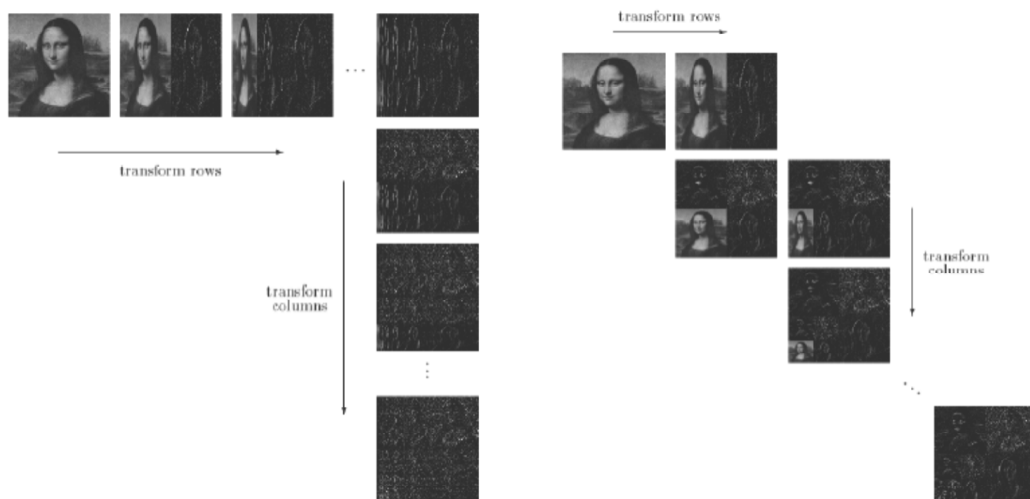 transform rows
...
transform rows
transform
columns
⋮
transform
columns
⋱